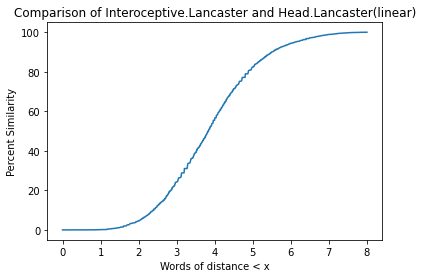 Comparison of Interoceptive.Lancaster and Head.Lancaster(linear)
100
80
60
40
20
0
Percent Similarity
0 1 2 3 4 5 6 7 8
Words of distance < x